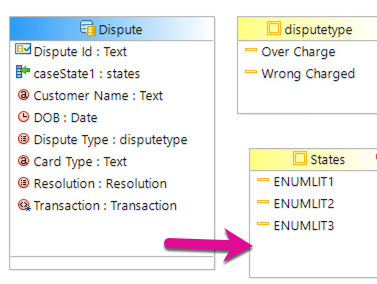 Dispute
Dispute Id : Text
caseState1 : states
Customer Name : Text
DOB : Date
Dispute Type : disputetype
Card Type : Text
Resolution : Resolution
Transaction : Transaction
disputetype
Over Charge
Wrong Charged
States
ENUMLIT1
ENUMLIT2
ENUMLIT3